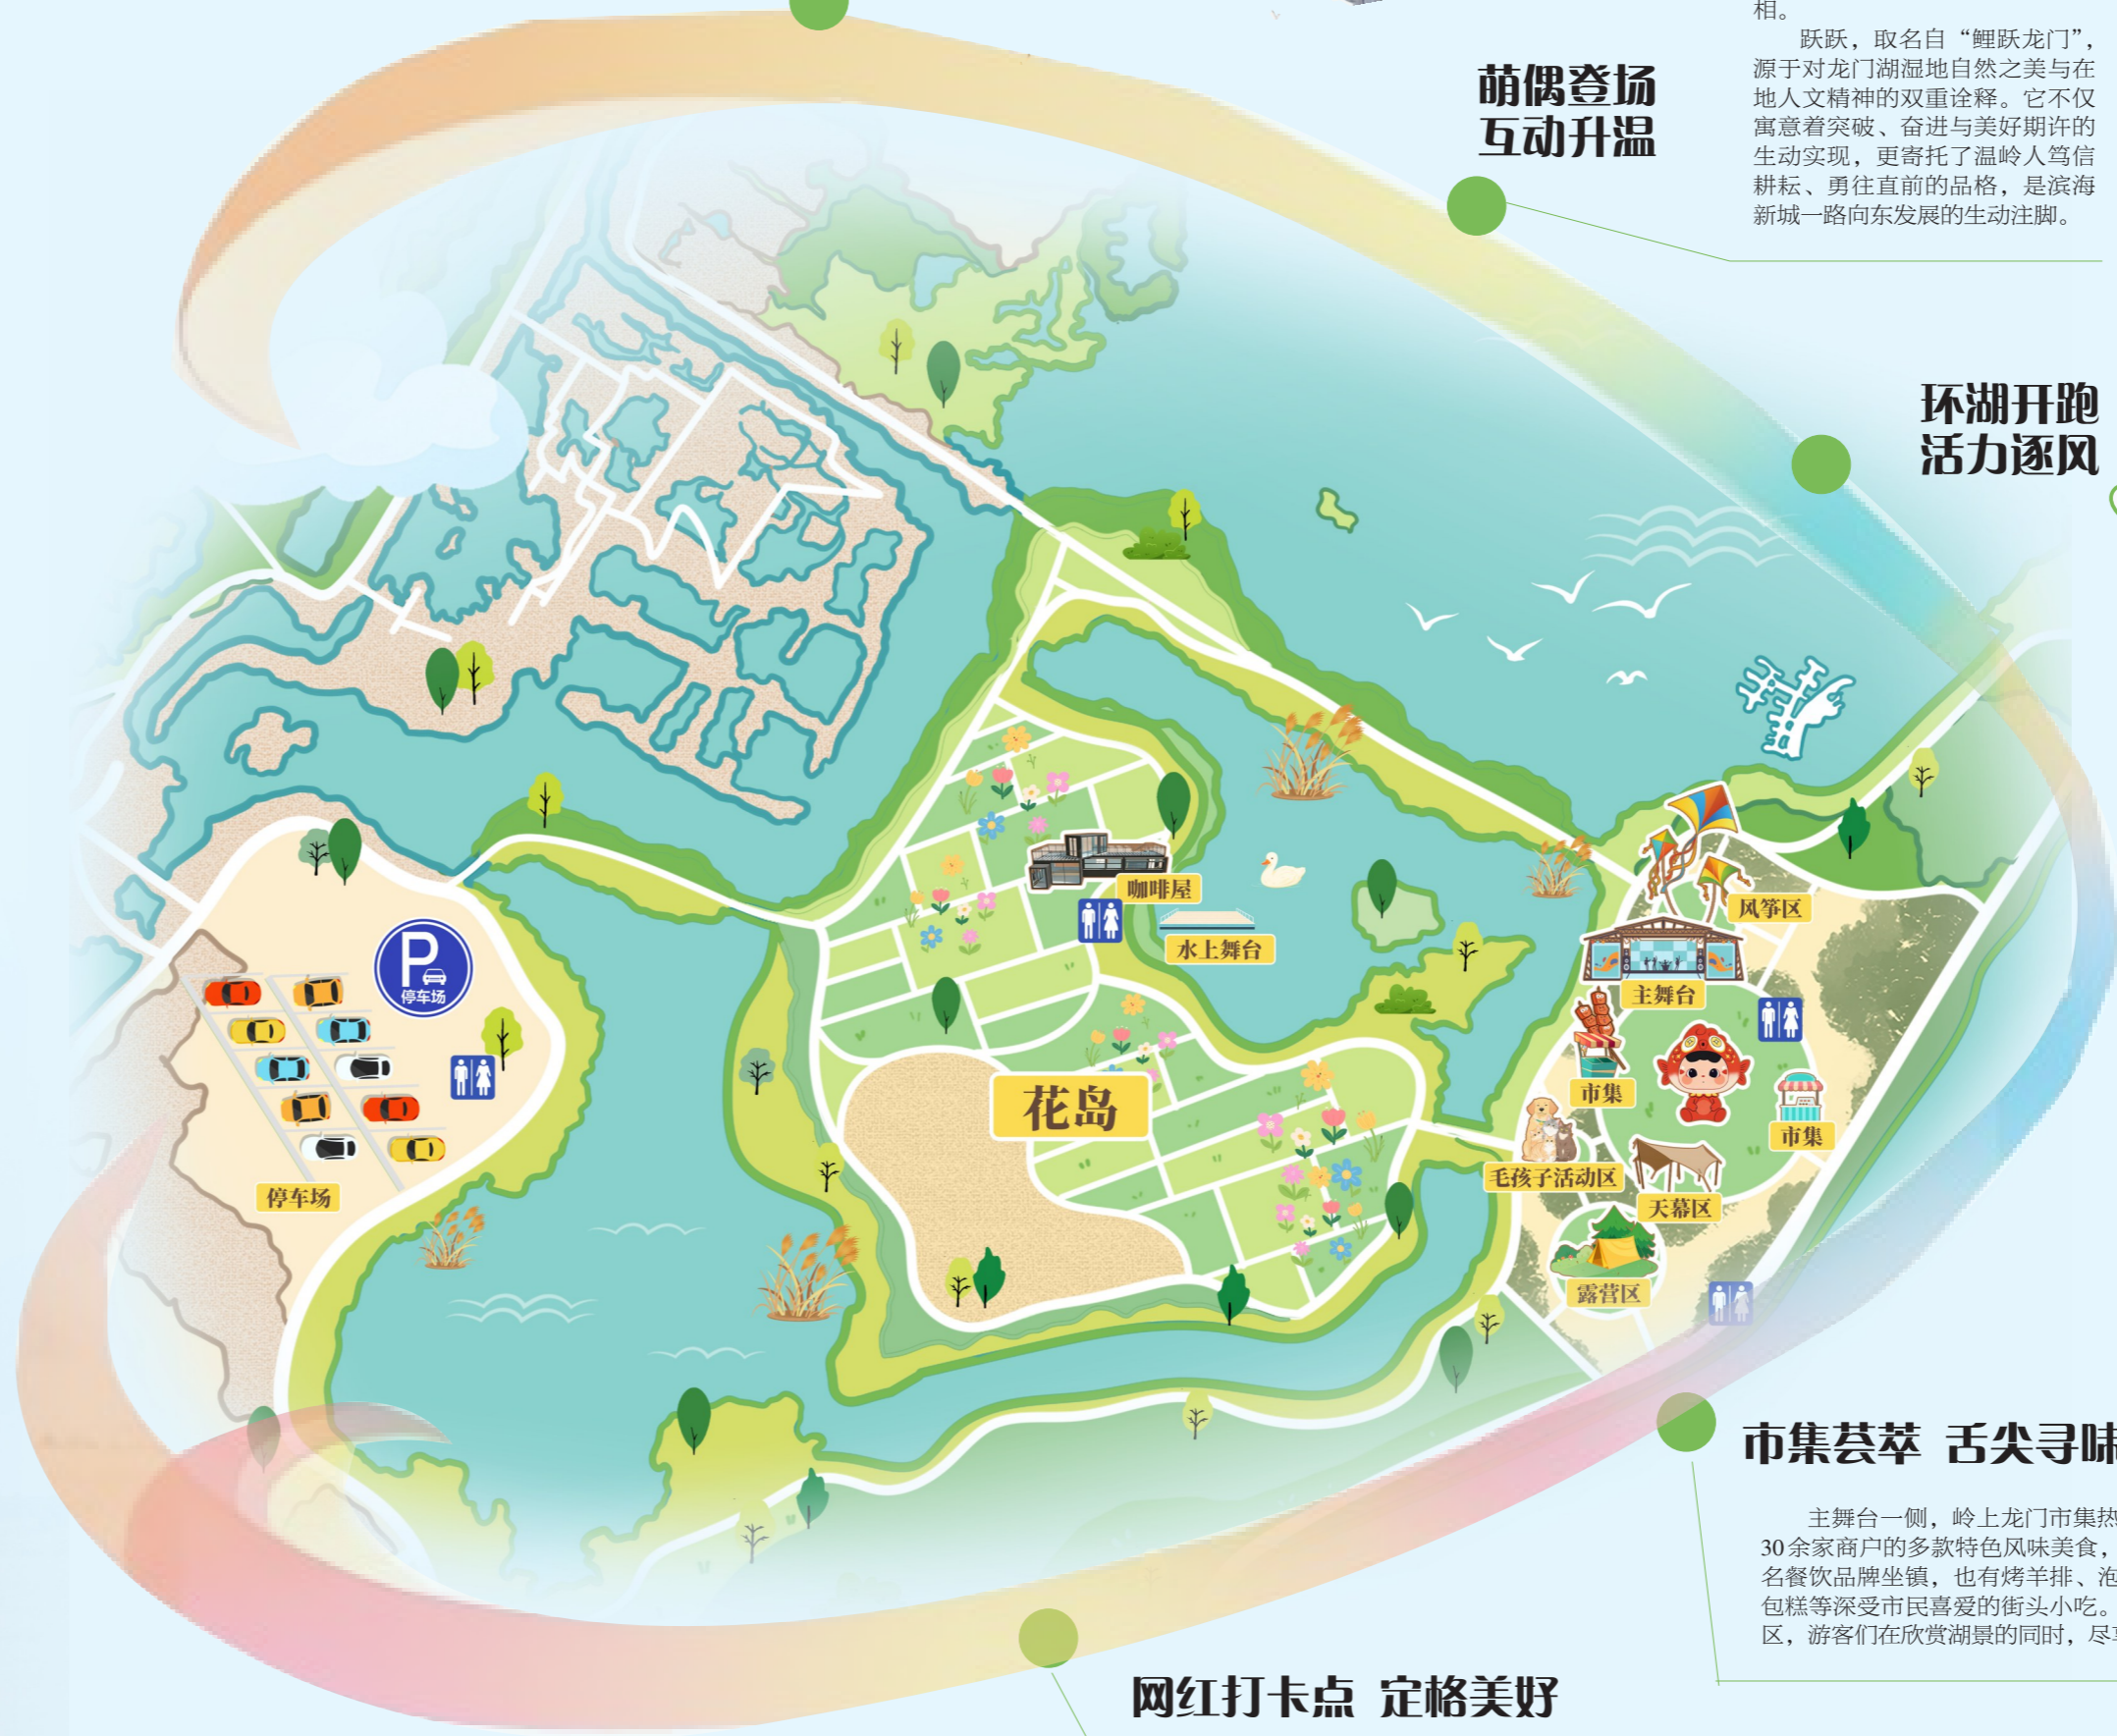 相。
跃跃，取名自“鲤跃龙门”，
源于对龙门湖湿地自然之美与在
地人文精神的双重诠释。它不仅
寓意着突破、奋进与美好期许的
生动实现，更寄托了温岭人笃信
耕耘、勇往直前的品格，是滨海
新城一路向东发展的生动注脚。
萌偶登场
互动升温
环湖开跑
活力逐风
咖啡屋
水上舞台
风筝区
主舞台
P
停车场
花岛
市集
市集
毛孩子活动区
天幕区
停车场
露营区
市集荟萃 舌尖寻味
主舞台一侧，岭上龙门市集热
30余家商户的多款特色风味美食，
名餐饮品牌坐镇，也有烤羊排、泡
包糕等深受市民喜爱的街头小吃。
区，游客们在欣赏湖景的同时，尽享
网红打卡点 定格美好